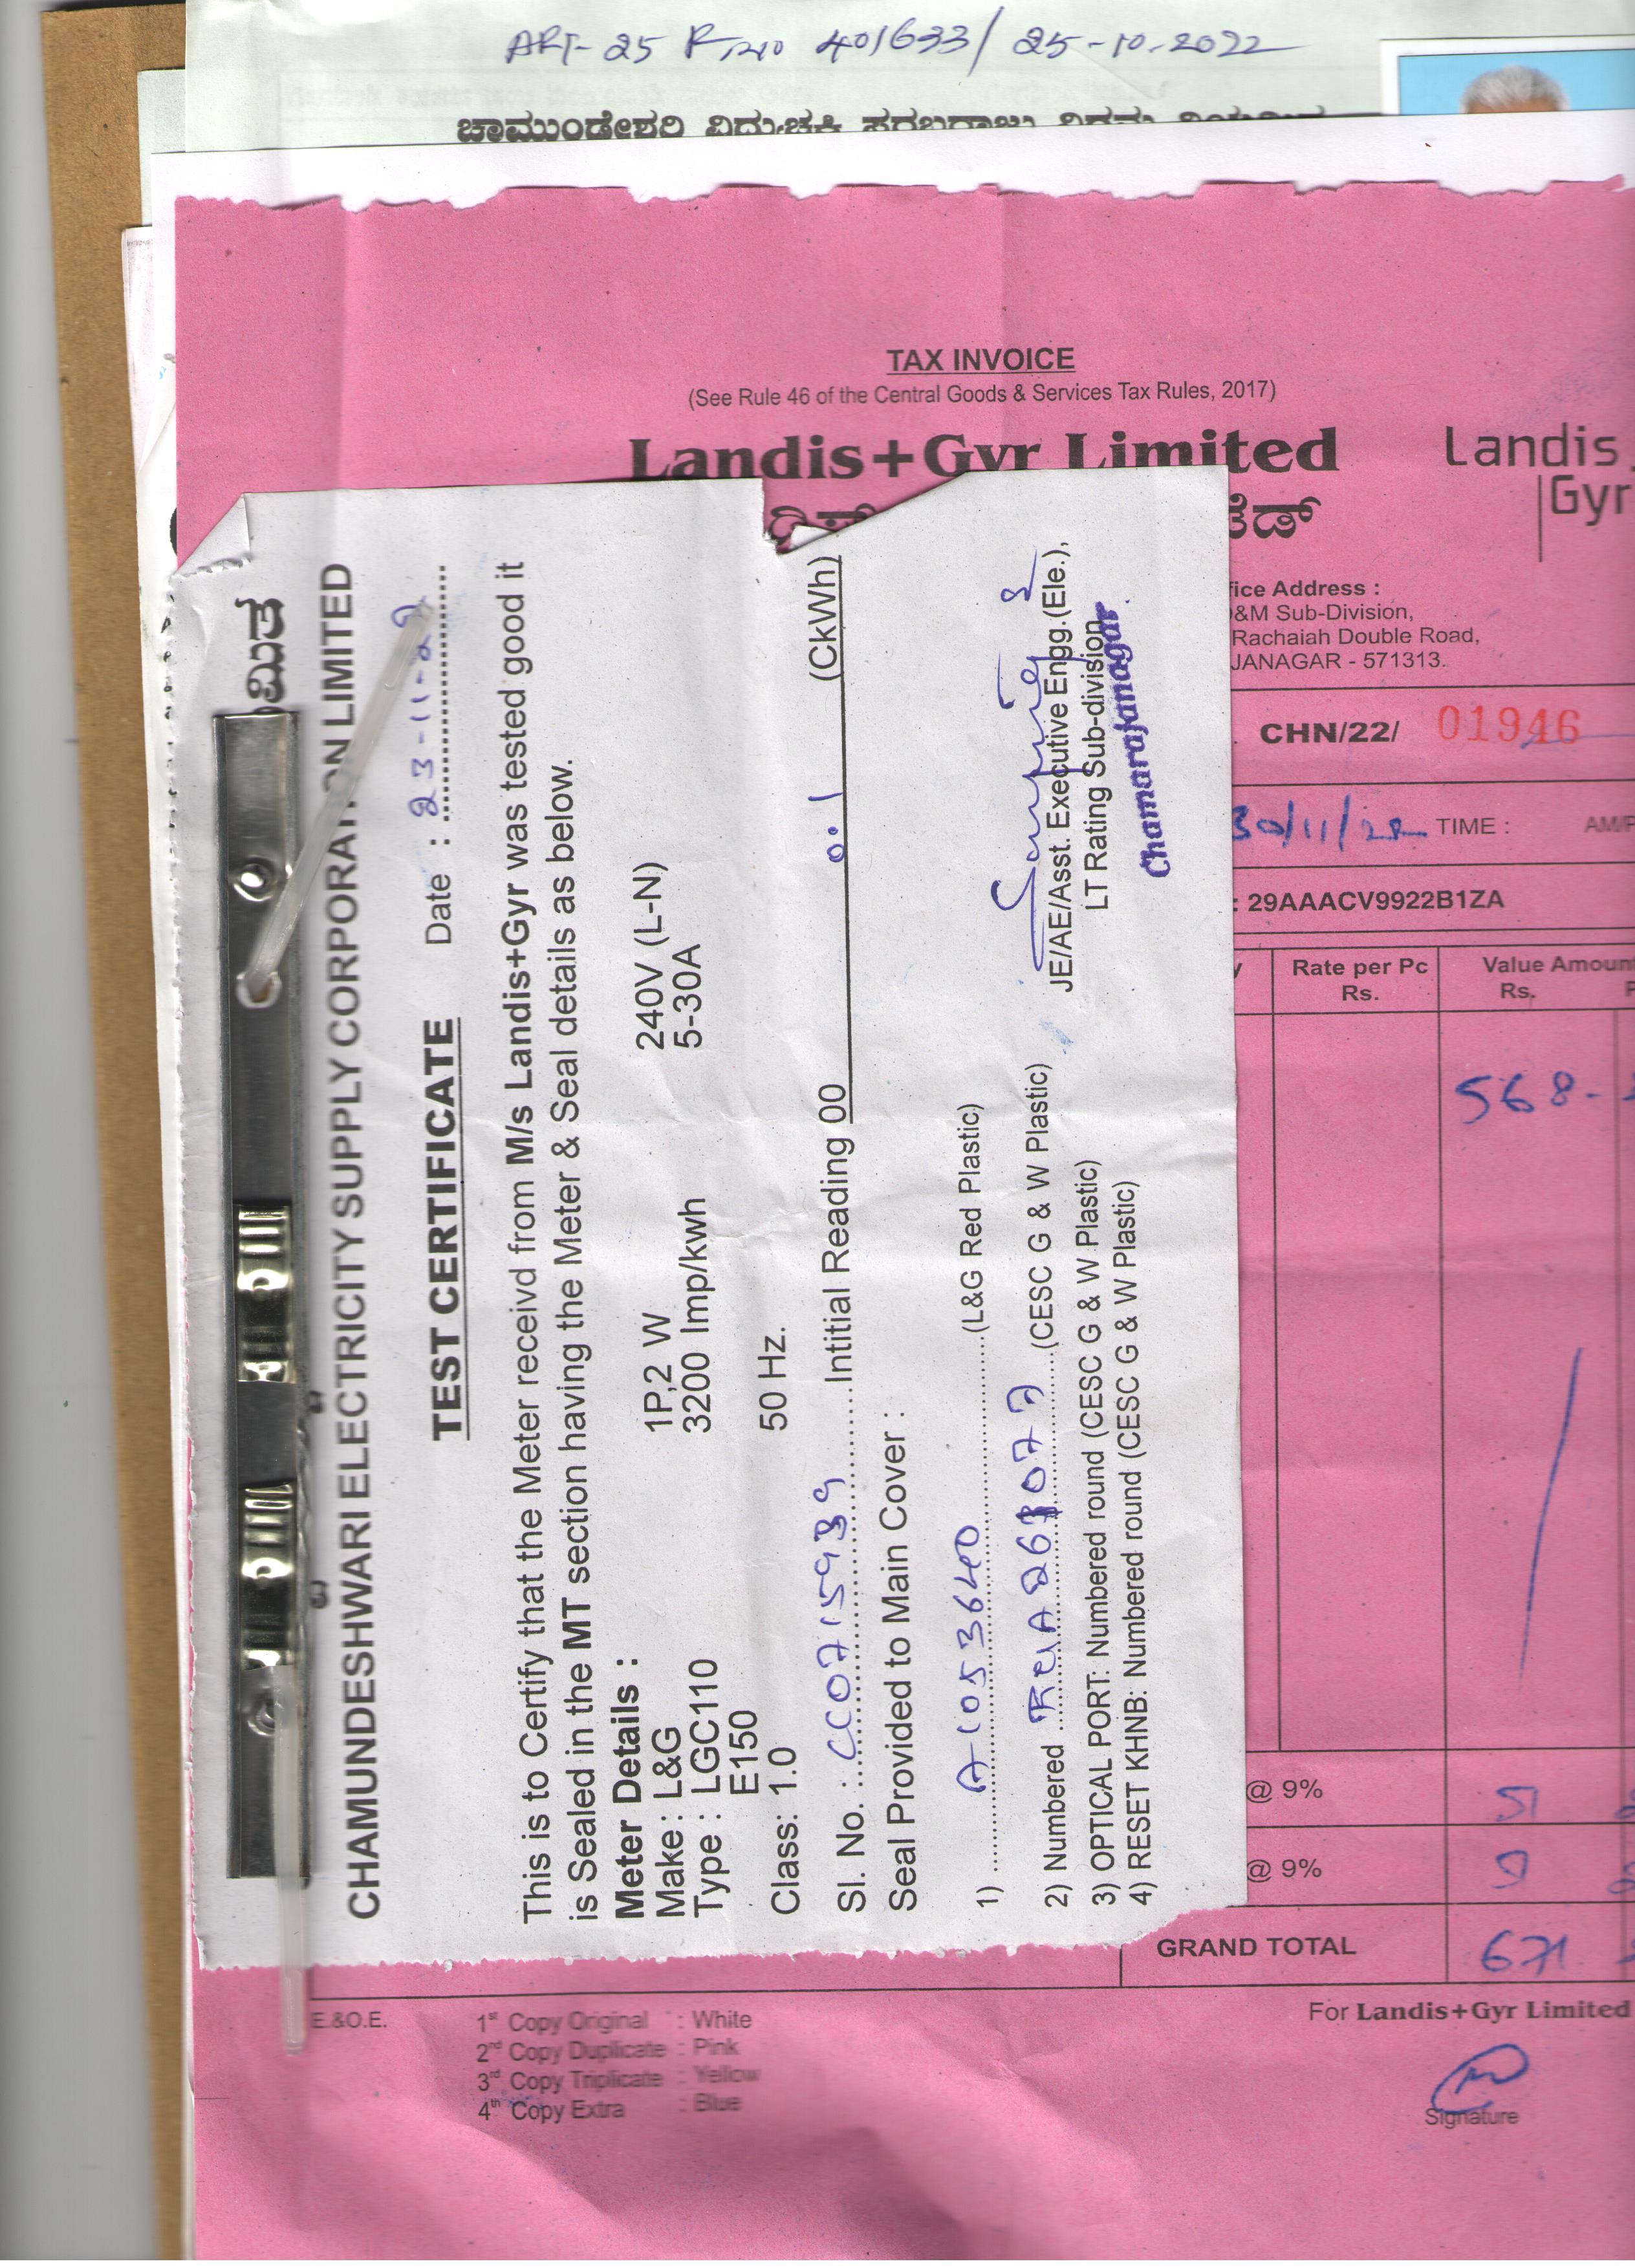 ART-25 R.no 401633/ 25-10-2022
ಚಾಮುಂಡೇಶ್ವರಿ ವಿದ್ಯುಚ್ಛಕ್ತಿ ಸರಬರಾಜು ನಿಗಮ
TAX INVOICE
(See Rule 46 of the Central Goods & Services Tax Rules, 2017)
Landis+Gyr Limited
Landis
Gyr
ಟೆಡ್
fice Address :
&M Sub-Division,
Rachaiah Double Road,
JANAGAR - 571313.
CHN/22/ 01946
30/11/22 TIME : AM/P
: 29AAACV9922B1ZA
Rate per Pc Rs.
Value Amoun Rs.
568-
@ 9% 51
@ 9%
GRAND TOTAL 671
E.&O.E.
1st Copy Original : White
2nd Copy Duplicate : Pink
3rd Copy Triplicate : Yellow
4th Copy Extra : Blue
For Landis+Gyr Limited
Signature
ಮಿತ
CHAMUNDESHWARI ELECTRICITY SUPPLY CORPORATION LIMITED
TEST CERTIFICATE Date : 23-11-22
This is to Certify that the Meter receivd from M/s Landis+Gyr was tested good it
is Sealed in the MT section having the Meter & Seal details as below.
Meter Details :
Make : L&G 1P,2 W 240V (L-N)
Type : LGC110 3200 Imp/kwh 5-30A
E150
Class: 1.0 50 Hz.
Sl. No. : CC0715939 Intitial Reading 00 0.1 (CkWh)
Seal Provided to Main Cover :
1) A-1053640 (L&G Red Plastic)
2) Numbered (CESC G & W Plastic)
3) OPTICAL PORT: Numbered round (CESC G & W Plastic)
4) RESET KHNB: Numbered round (CESC G & W Plastic)
JE/AE/Asst. Executive Engg.(Ele.),
LT Rating Sub-division
Chamarajanagar